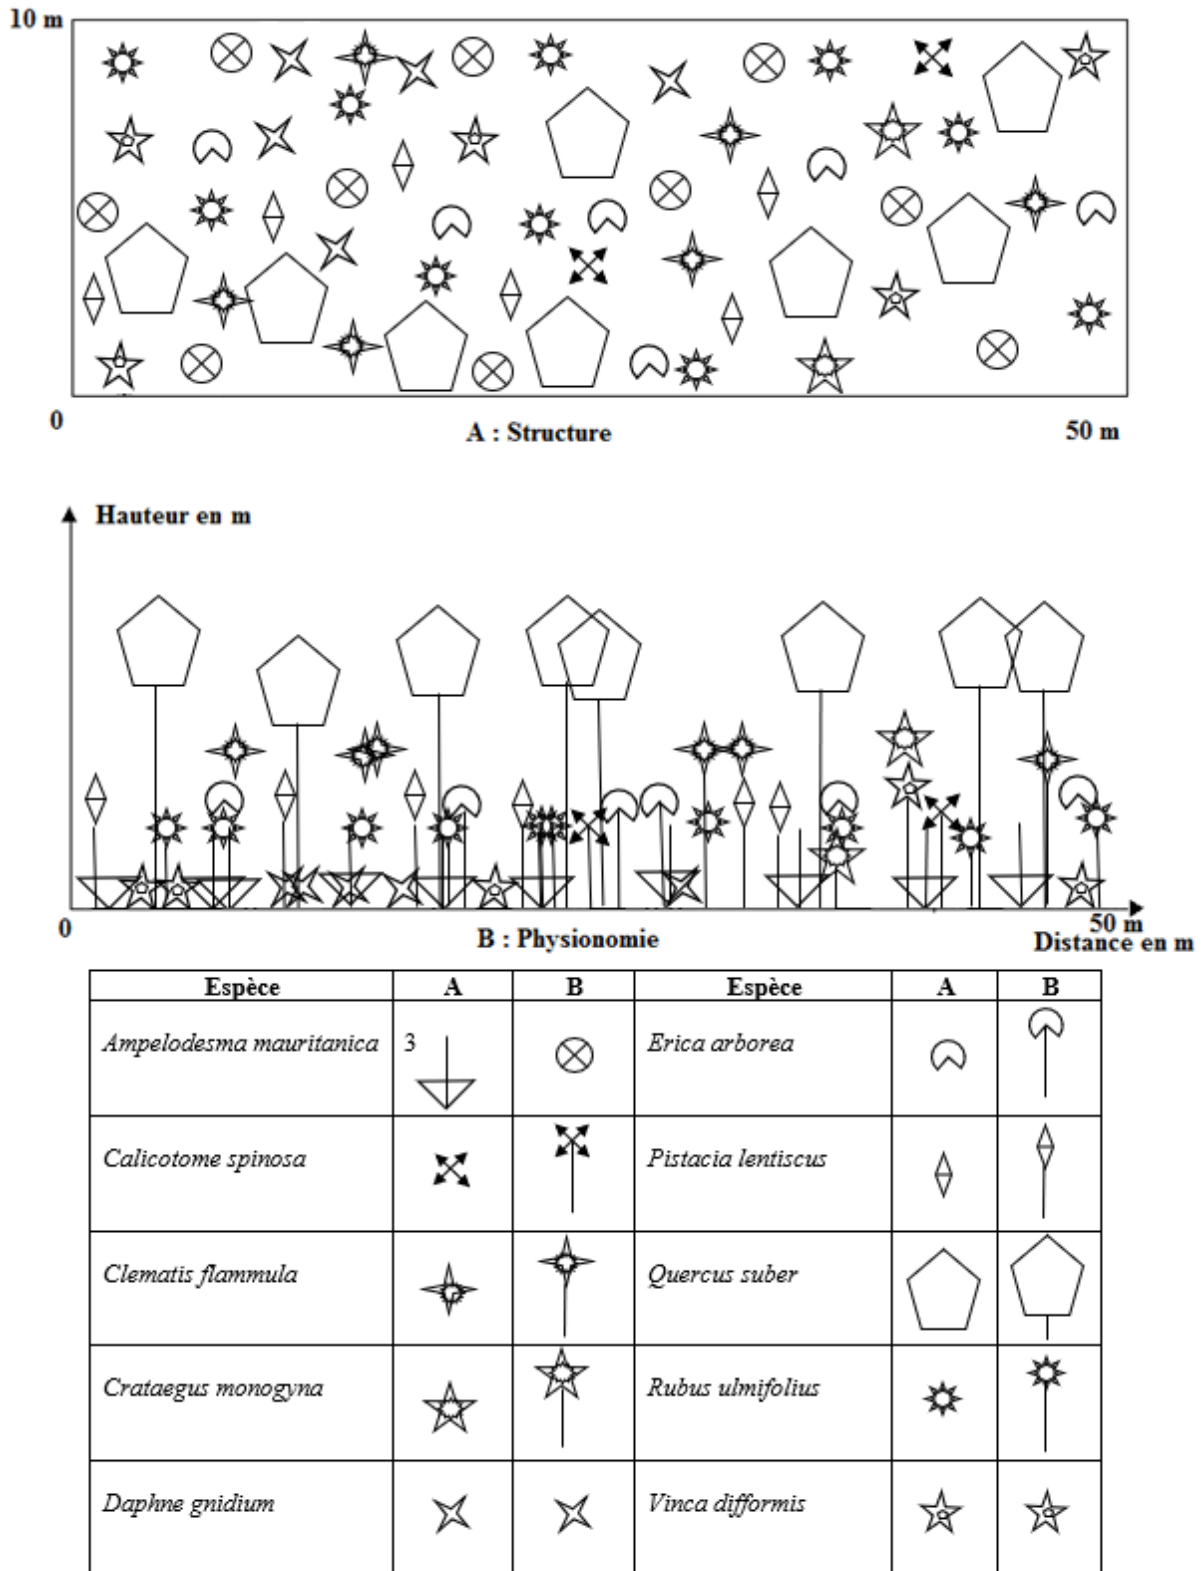 10 m
0
50 m
A : Structure
Hauteur en m
0
50 m
B : Physionomie
Distance en m
Espèce A B Espèce A B
Ampelodesma mauritanica 3 Erica arborea
Calicotome spinosa Pistacia lentiscus
Clematis flammula Quercus suber
Crataegus monogyna Rubus ulmifolius
Daphne gnidium Vinca difformis